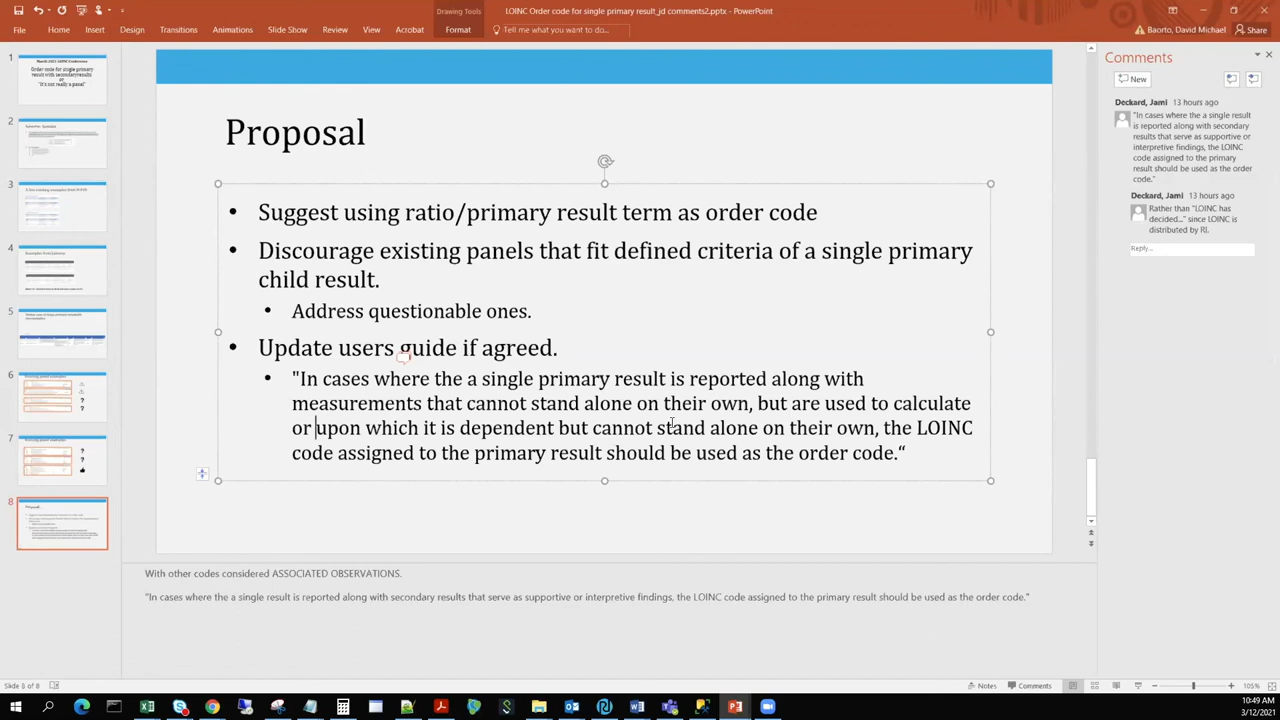 LOINC Order code for single primary result_jd comments2.pptx - PowerPoint
Drawing Tools
File Home Insert Design Transitions Animations Slide Show Review View Acrobat Format Tell me what you want to do... Baorto, David Michael Share
1
2
3
4
5
6
7
8
Proposal
• Suggest using ratio/primary result term as order code
• Discourage existing panels that fit defined criteria of a single primary
child result.
• Address questionable ones.
• Update users guide if agreed.
• "In cases where the a single primary result is reported along with
measurements that cannot stand alone on their own, but are used to calculate
or upon which it is dependent but cannot stand alone on their own, the LOINC
code assigned to the primary result should be used as the order code.“
With other codes considered ASSOCIATED OBSERVATIONS.
"In cases where the a single result is reported along with secondary results that serve as supportive or interpretive findings, the LOINC code assigned to the primary result should be used as the order code."
Comments
New
Deckard, Jami 13 hours ago
"In cases where the a single result
is reported along with secondary
results that serve as supportive or
interpretive findings, the LOINC
code assigned to the primary
result should be used as the order
code."
Deckard, Jami 13 hours ago
Rather than "LOINC has
decided..." since LOINC is
distributed by RI.
Reply...
Slide 8 of 8
Notes Comments 105%
10:49 AM
3/12/2021